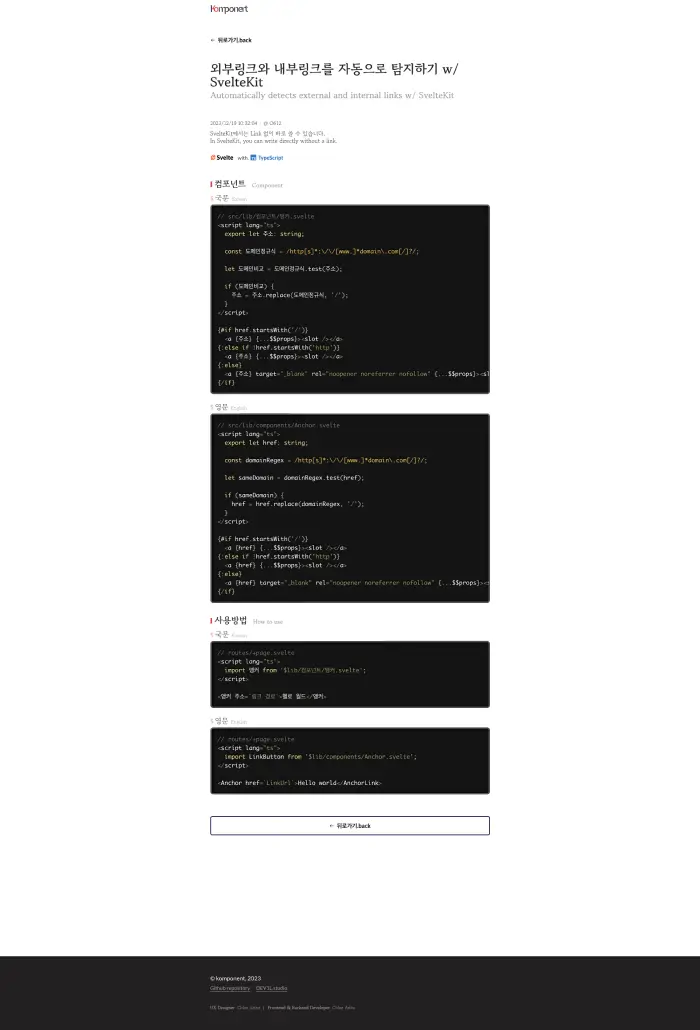 Komponent
← 뒤로가기.back
외부링크와 내부링크를 자동으로 탐지하기 w/
SvelteKit
Automatically detects external and internal links w/ SvelteKit
SvelteKit에서는 Link 없이 바로 쓸 수 있습니다.
In SvelteKit, you can write directly without a link.
Svelte with. TypeScript
컴포넌트 Component
§ 국문 Korean
// src/lib/컴포넌트/앵커.svelte
<script lang="ts">
export let 주소: string;
const 도메인정규식 = /http[s]*:\/\/[www.]*domain\.com[/]?/;
let 도메인비교 = 도메인정규식.test(주소);
if (도메인비교) {
주소 = 주소.replace(도메인정규식, '/');
}
</script>
{#if href.startsWith('/')}
<a {주소} {...$$props}><slot /></a>
{:else if !href.startsWith('http')}
<a {주소} {...$$props}><slot /></a>
{:else}
<a {주소} target="_blank" rel="noopener noreferrer nofollow" {...$$props}><sl
{/if}
§ 영문 English
// src/lib/components/Anchor.svelte
<script lang="ts">
export let href: string;
const domainRegex = /http[s]*:\/\/[www.]*domain\.com[/]?/;
let sameDomain = domainRegex.test(href);
if (sameDomain) {
href = href.replace(domainRegex, '/');
}
</script>
{#if href.startsWith('/')}
<a {href} {...$$props}><slot /></a>
{:else if !href.startsWith('http')}
<a {href} {...$$props}><slot /></a>
{:else}
<a {href} target="_blank" rel="noopener noreferrer nofollow" {...$$props}><s
{/if}
사용방법 How to use
§ 국문 Korean
// routes/+page.svelte
<script lang="ts">
import 앵커 from '$lib/컴포넌트/앵커.svelte';
</script>
<앵커 주소=`링크 경로`>헬로 월드</앵커>
§ 영문 English
// routes/+page.svelte
<script lang="ts">
import LinkButton from '$lib/components/Anchor.svelte';
</script>
<Anchor href=`LinkUrl`>Hello world</AnchorLink>
← 뒤로가기.back
© komponent, 2023
Github repository DEV1L.studio
UX Designer | Frontend & Backend Developer